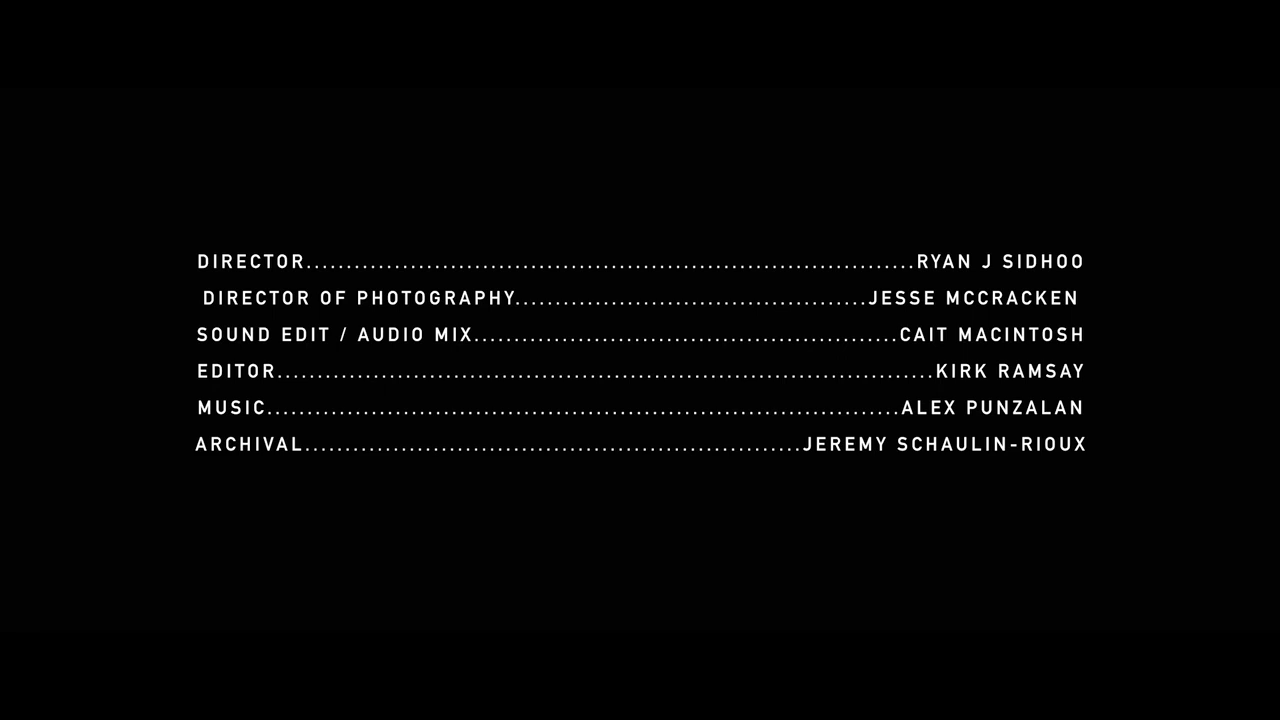 DIRECTOR............................................................................RYAN J SIDHOO
DIRECTOR OF PHOTOGRAPHY............................................JESSE MCCRACKEN
SOUND EDIT / AUDIO MIX.....................................................CAIT MACINTOSH
EDITOR..................................................................................KIRK RAMSAY
MUSIC...............................................................................ALEX PUNZALAN
ARCHIVAL..............................................................JEREMY SCHAULIN-RIOUX